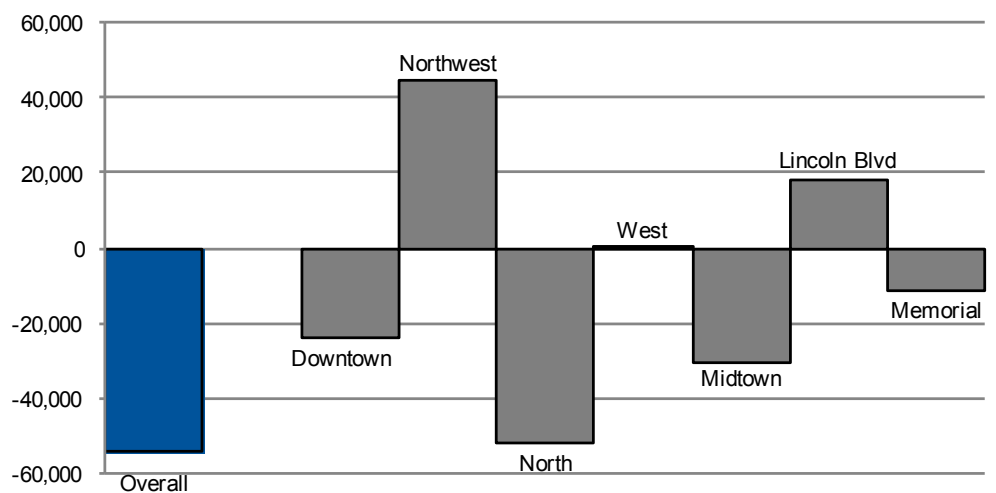 60,000
40,000
20,000
0
-20,000
-40,000
-60,000
Northwest
Lincoln Blvd
West
Memorial
Downtown
Midtown
North
Overall